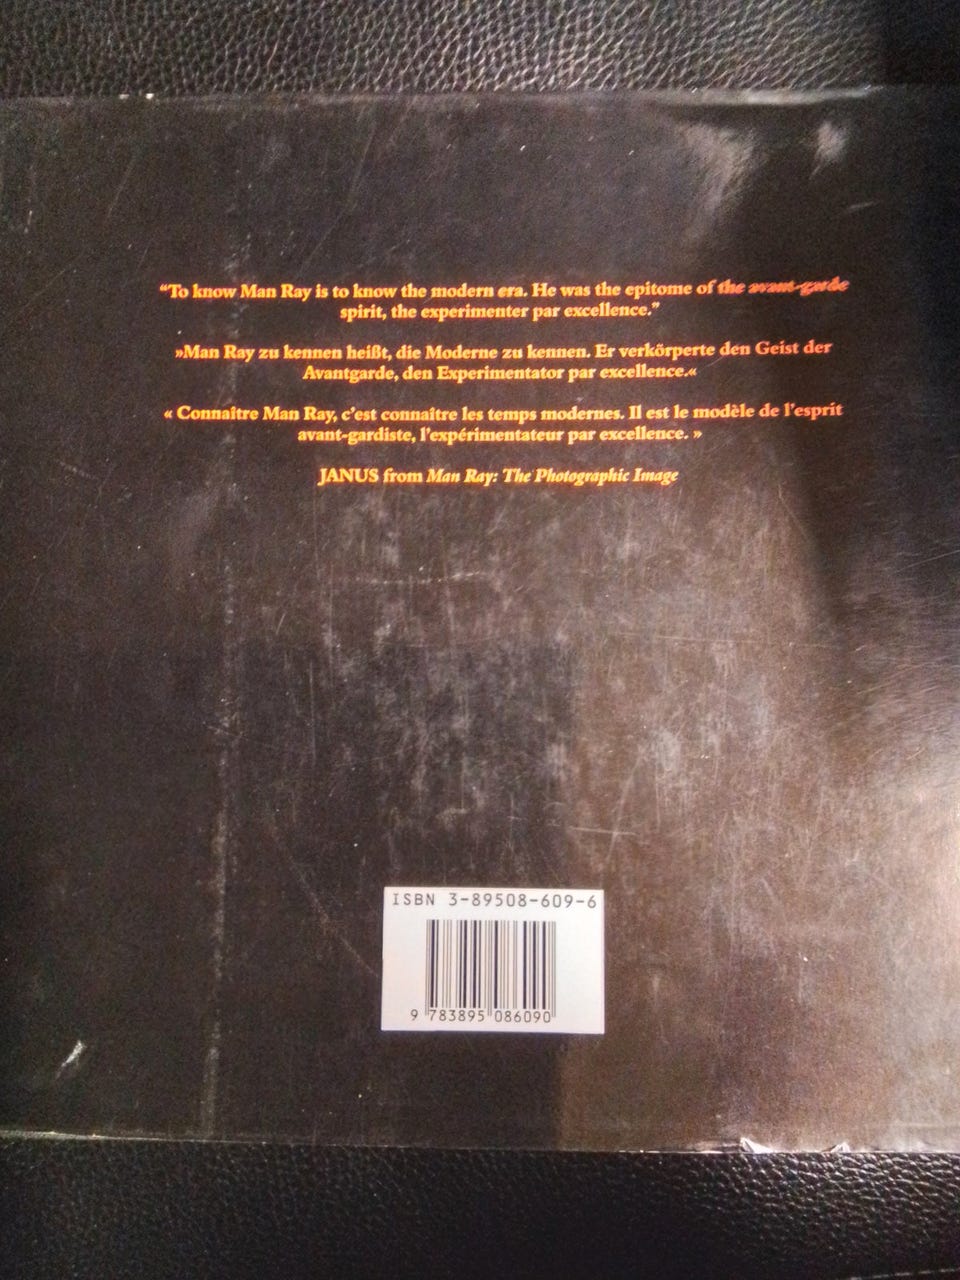 “To know Man Ray is to know the modern era. He was the epitome of the avant-garde
spirit, the experimenter par excellence.”
»Man Ray zu kennen heißt, die Moderne zu kennen. Er verkörperte den Geist der
Avantgarde, den Experimentator par excellence.«
« Connaître Man Ray, c’est connaître les temps modernes. Il est le modèle de l’esprit
avant-gardiste, l’expérimentateur par excellence. »
JANUS from Man Ray: The Photographic Image
ISBN 3-89508-609-6
9 783895 086090